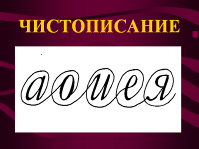 ЧИСТОПИСАНИЕ
а о и е я